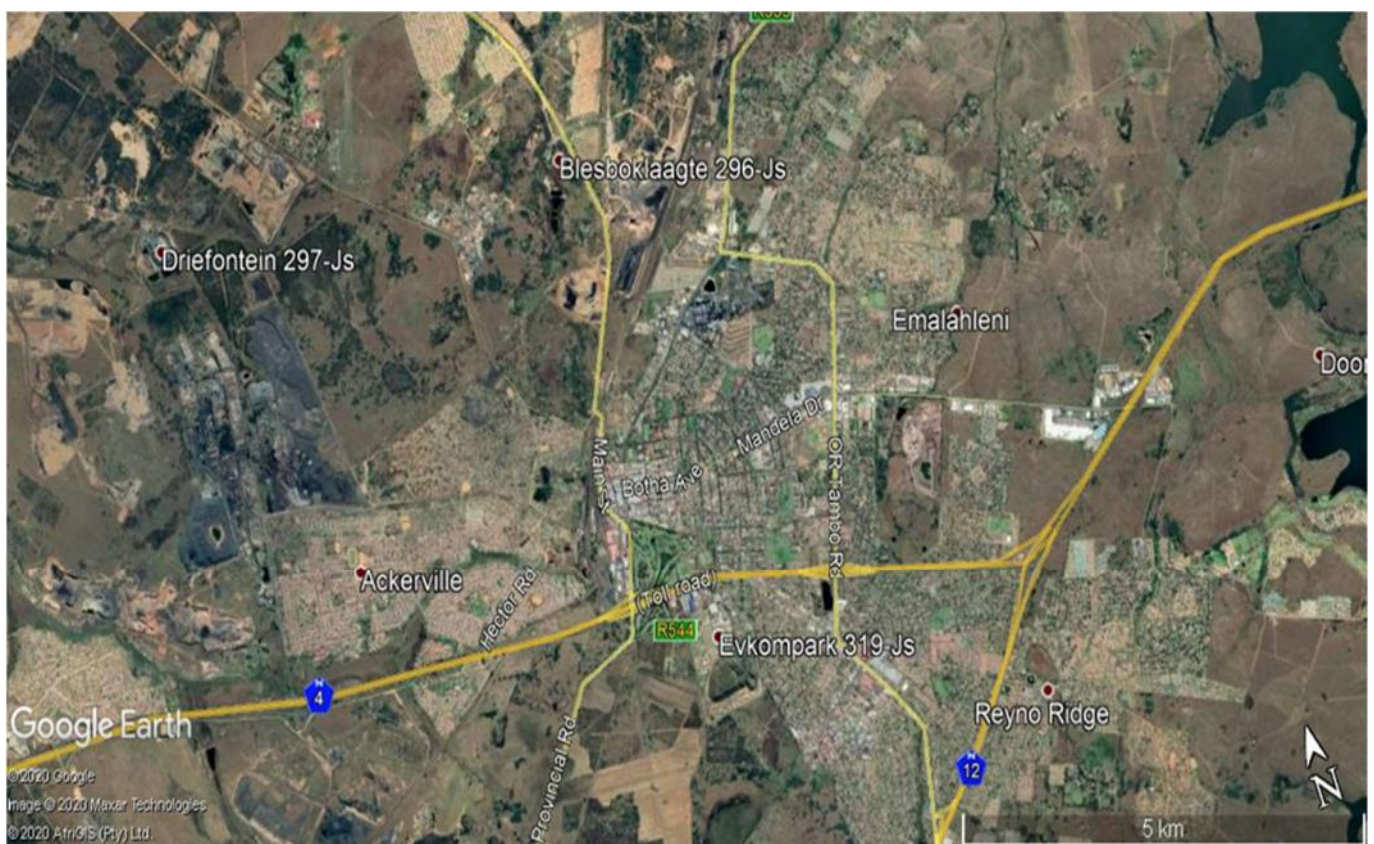 R555
Blesboklaagte 296-Js
Driefontein 297-Js
Emalahleni
Door
Mandela Dr
Main St
Botha Ave
OR Tambo Rd
Ackerville
Hector Rd
(Toll road)
R544
Evkompark 319-Js
N
4
Reyno Ridge
Google Earth
Provincial Rd
N
12
N
©2020 Google
Image © 2020 Maxar Technologies
©2020 AfriGIS (Pty) Ltd.
5 km